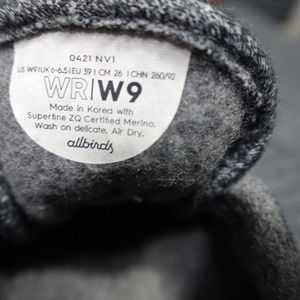 0421 NV1
US W9|UK 6-6.5|EU 39|CM 26|CHN 260/92
WR|W9
Made in Korea with
Superfine ZQ Certified Merino.
Wash on delicate. Air Dry.
allbirds